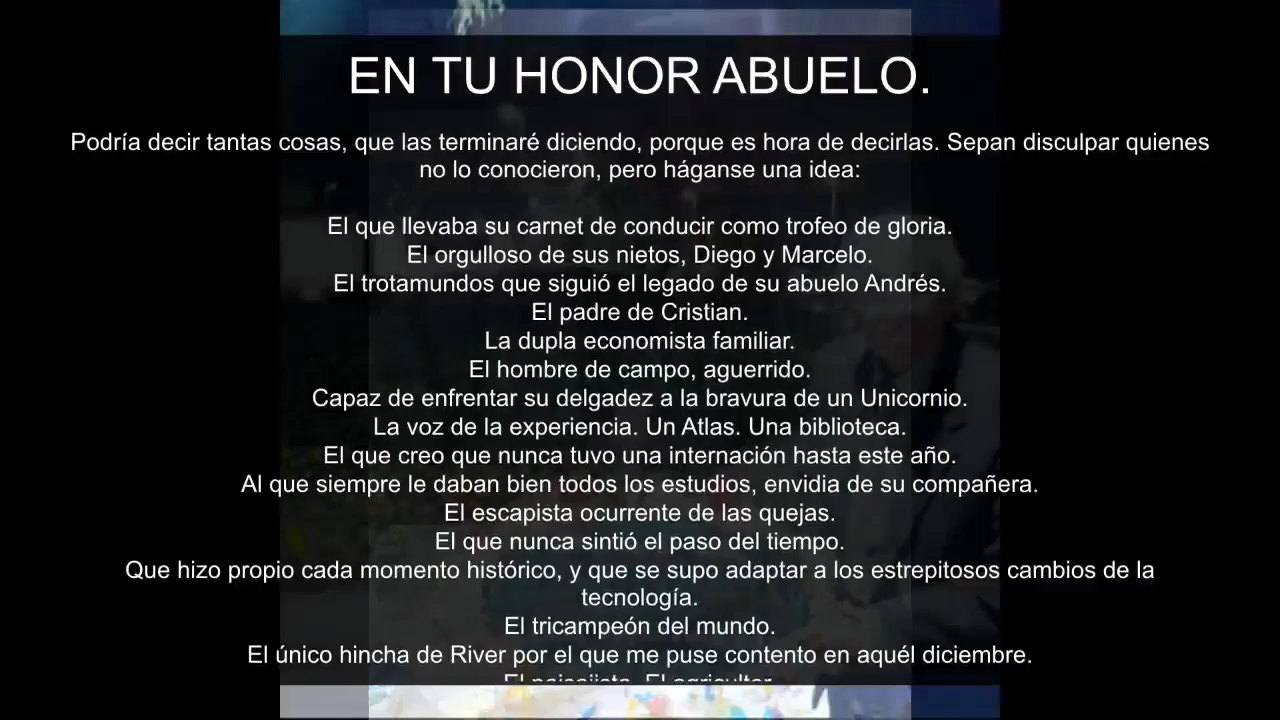 EN TU HONOR ABUELO.
Podría decir tantas cosas, que las terminaré diciendo, porque es hora de decirlas. Sepan disculpar quienes
no lo conocieron, pero háganse una idea:
El que llevaba su carnet de conducir como trofeo de gloria.
El orgulloso de sus nietos, Diego y Marcelo.
El trotamundos que siguió el legado de su abuelo Andrés.
El padre de Cristian.
La dupla economista familiar.
El hombre de campo, aguerrido.
Capaz de enfrentar su delgadez a la bravura de un Unicornio.
La voz de la experiencia. Un Atlas. Una biblioteca.
El que creo que nunca tuvo una internación hasta este año.
Al que siempre le daban bien todos los estudios, envidia de su compañera.
El escapista ocurrente de las quejas.
El que nunca sintió el paso del tiempo.
Que hizo propio cada momento histórico, y que se supo adaptar a los estrepitosos cambios de la
tecnología.
El tricampeón del mundo.
El único hincha de River por el que me puse contento en aquél diciembre.
El paisajista. El agricultor.